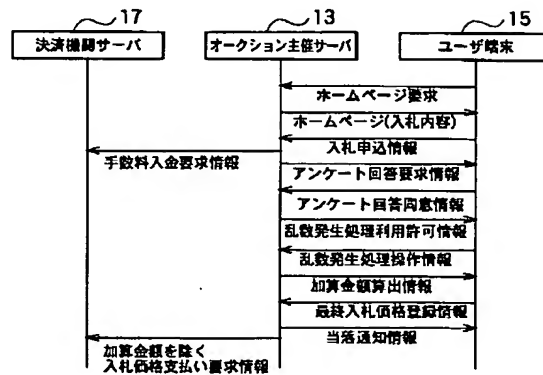 17
13
15
決済機関サーバ
オークション主催サーバ
ユーザ端末
ホームページ要求
ホームページ(入札内容)
入札申込情報
手数料入金要求情報
アンケート回答要求情報
アンケート回答同意情報
乱数発生処理利用許可情報
乱数発生処理操作情報
加算金額算出情報
最終入札価格登録情報
当落通知情報
加算金額を除く
入札価格支払い要求情報